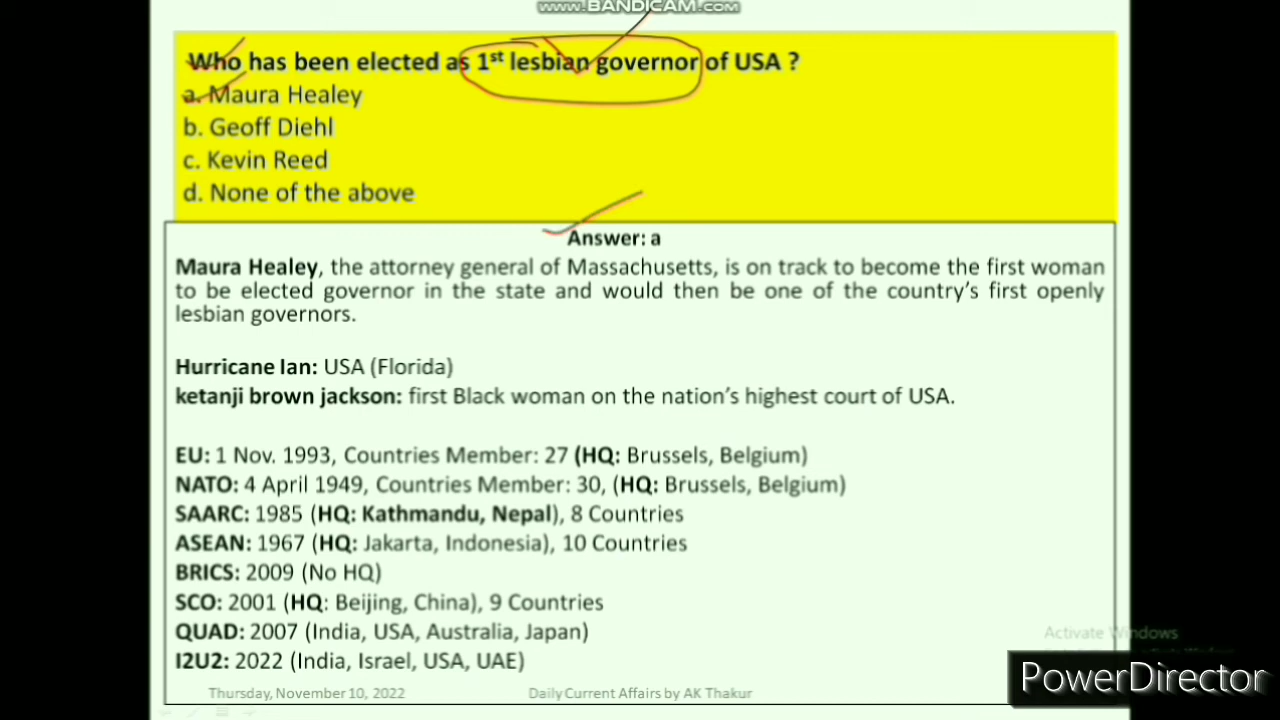 WWW.BANDICAM.COM
Who has been elected as 1st lesbian governor of USA ?
a. Maura Healey
b. Geoff Diehl
c. Kevin Reed
d. None of the above
Answer: a
Maura Healey, the attorney general of Massachusetts, is on track to become the first woman
to be elected governor in the state and would then be one of the country's first openly
lesbian governors.
Hurricane Ian: USA (Florida)
ketanji brown jackson: first Black woman on the nation's highest court of USA.
EU: 1 Nov. 1993, Countries Member: 27 (HQ: Brussels, Belgium)
NATO: 4 April 1949, Countries Member: 30, (HQ: Brussels, Belgium)
SAARC: 1985 (HQ: Kathmandu, Nepal), 8 Countries
ASEAN: 1967 (HQ: Jakarta, Indonesia), 10 Countries
BRICS: 2009 (No HQ)
SCO: 2001 (HQ: Beijing, China), 9 Countries
QUAD: 2007 (India, USA, Australia, Japan)
I2U2: 2022 (India, Israel, USA, UAE)
Activate Windows
PowerDirector
Thursday, November 10, 2022 Daily Current Affairs by AK Thakur